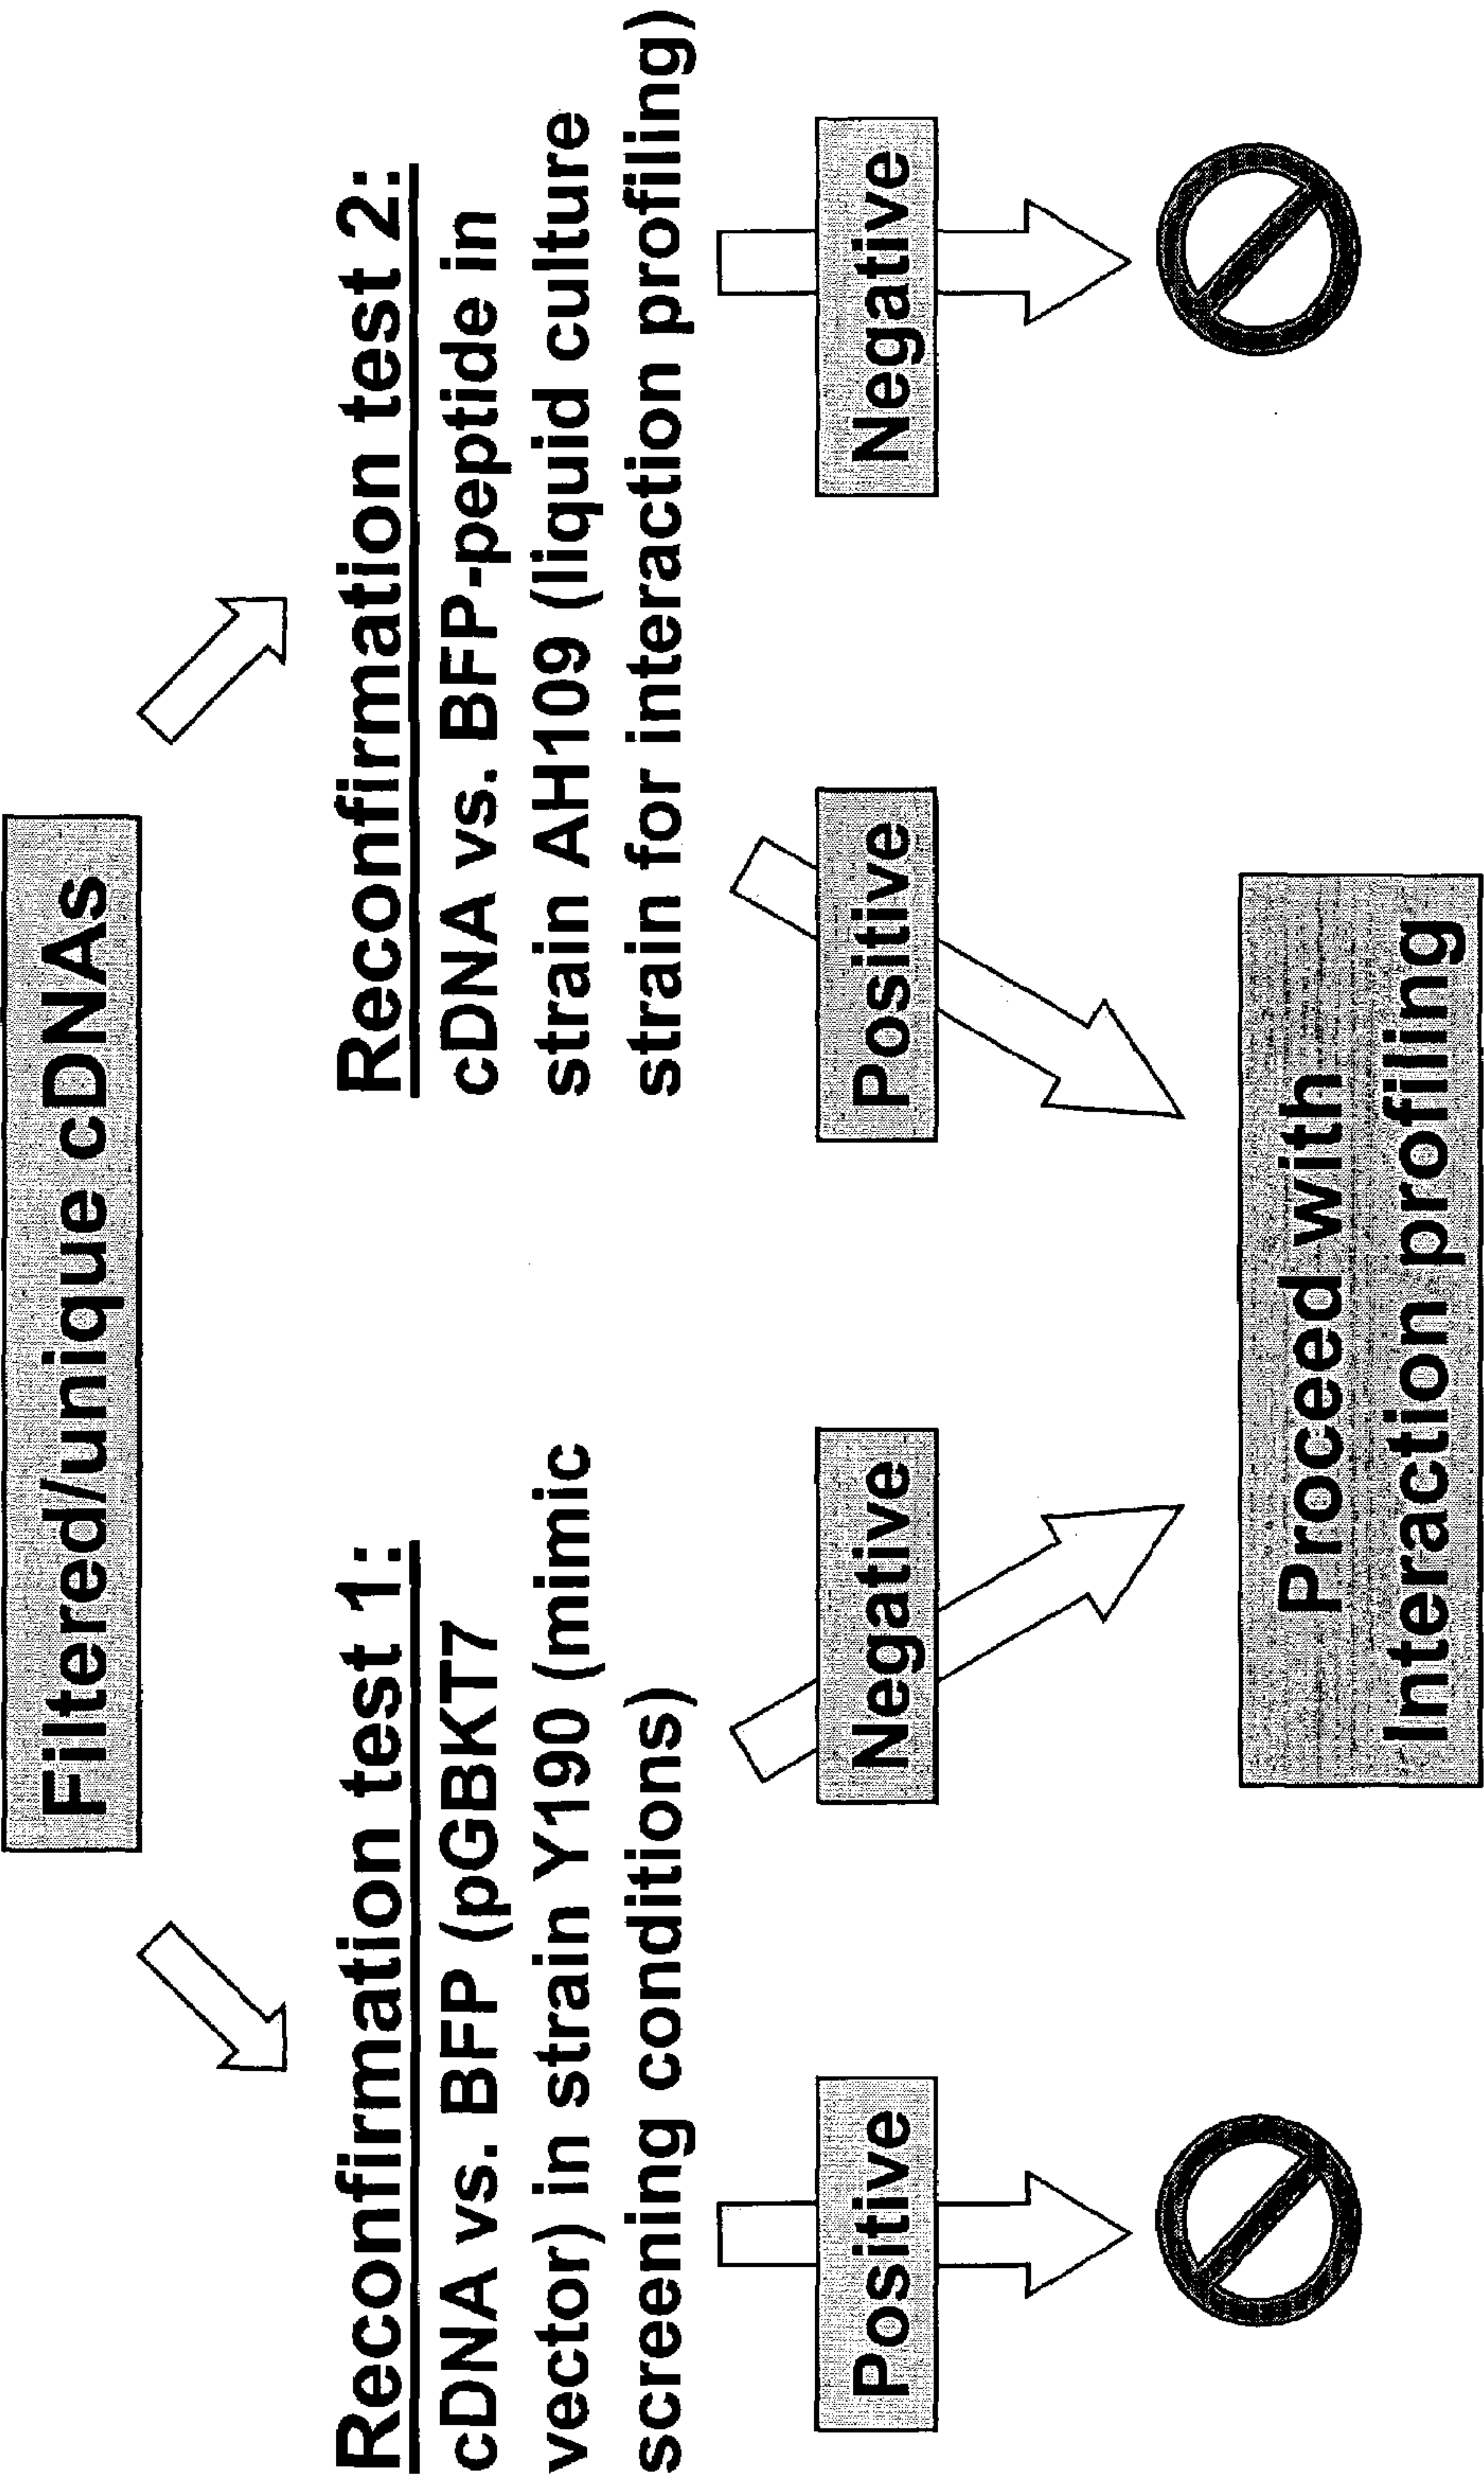 Filtered/unique cDNAs
Reconfirmation test 1:
cDNA vs. BFP (pGBKT7
vector) in strain Y190 (mimic
screening conditions)
Reconfirmation test 2:
cDNA vs. BFP-peptide in
strain AH109 (liquid culture
strain for interaction profiling)
Positive
Negative
Positive
Negative
Proceed with
Interaction profiling